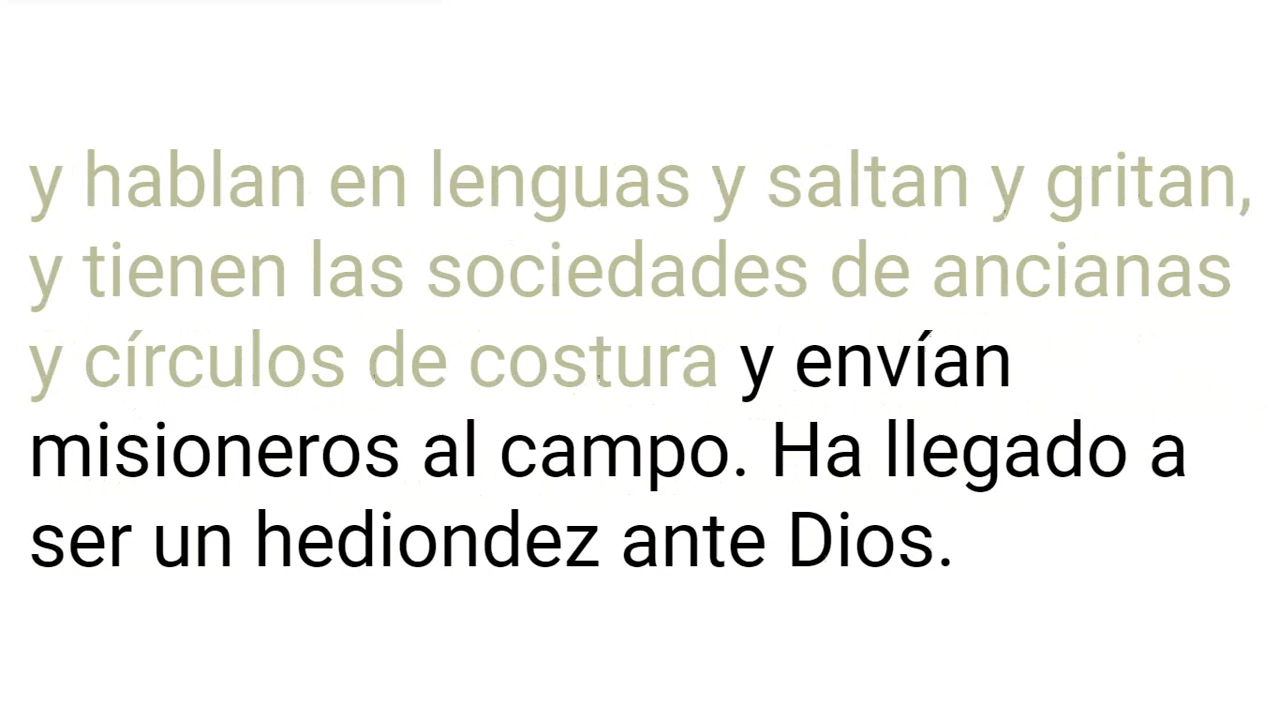 y hablan en lenguas y saltan y gritan,
y tienen las sociedades de ancianas
y círculos de costura y envían
misioneros al campo. Ha llegado a
ser un hediondez ante Dios.